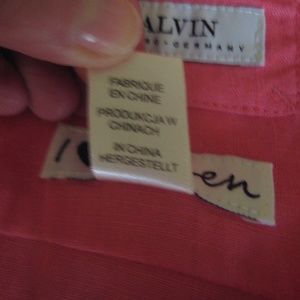 ALVIN
GERMANY
FABRIQUE
EN CHINE
PRODUKCJA W
CHINACH
IN CHINA
HERGESTELLT
I
en